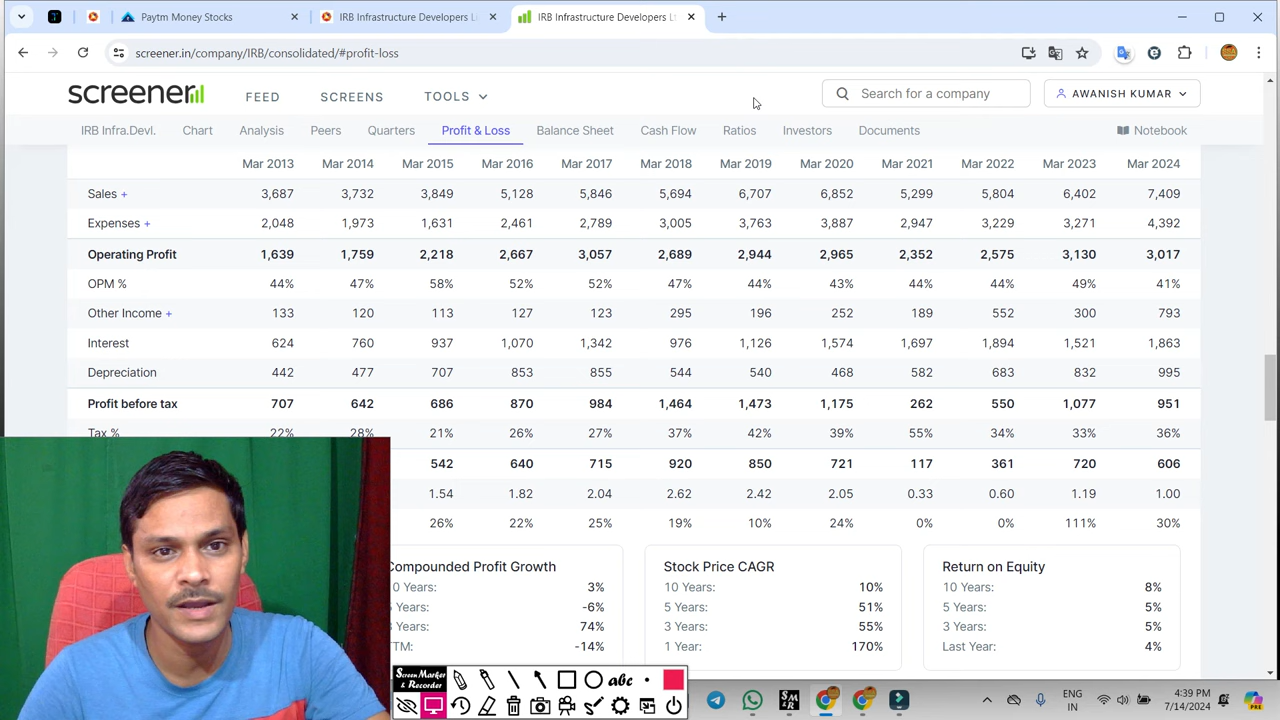 Paytm Money Stocks
IRB Infrastructure Developers Li
IRB Infrastructure Developers Lt
screener.in/company/IRB/consolidated/#profit-loss
screener
FEED SCREENS TOOLS
Search for a company
AWANISH KUMAR
IRB Infra.Devl. Chart Analysis Peers Quarters Profit & Loss Balance Sheet Cash Flow Ratios Investors Documents Notebook
Mar 2013 Mar 2014 Mar 2015 Mar 2016 Mar 2017 Mar 2018 Mar 2019 Mar 2020 Mar 2021 Mar 2022 Mar 2023 Mar 2024
Sales + 3,687 3,732 3,849 5,128 5,846 5,694 6,707 6,852 5,299 5,804 6,402 7,409
Expenses + 2,048 1,973 1,631 2,461 2,789 3,005 3,763 3,887 2,947 3,229 3,271 4,392
Operating Profit 1,639 1,759 2,218 2,667 3,057 2,689 2,944 2,965 2,352 2,575 3,130 3,017
OPM % 44% 47% 58% 52% 52% 47% 44% 43% 44% 44% 49% 41%
Other Income + 133 120 113 127 123 295 196 252 189 552 300 793
Interest 624 760 937 1,070 1,342 976 1,126 1,574 1,697 1,894 1,521 1,863
Depreciation 442 477 707 853 855 544 540 468 582 683 832 995
Profit before tax 707 642 686 870 984 1,464 1,473 1,175 262 550 1,077 951
Tax % 22% 28% 21% 26% 27% 37% 42% 39% 55% 34% 33% 36%
542 640 715 920 850 721 117 361 720 606
1.54 1.82 2.04 2.62 2.42 2.05 0.33 0.60 1.19 1.00
26% 22% 25% 19% 10% 24% 0% 0% 111% 30%
Compounded Profit Growth
0 Years: 3%
Years: -6%
Years: 74%
TM: -14%
Stock Price CAGR
10 Years: 10%
5 Years: 51%
3 Years: 55%
1 Year: 170%
Return on Equity
10 Years: 8%
5 Years: 5%
3 Years: 5%
Last Year: 4%
Screen Marker
& Recorder
abc
SM
&R
ENG
IN
4:39 PM
7/14/2024
PRE